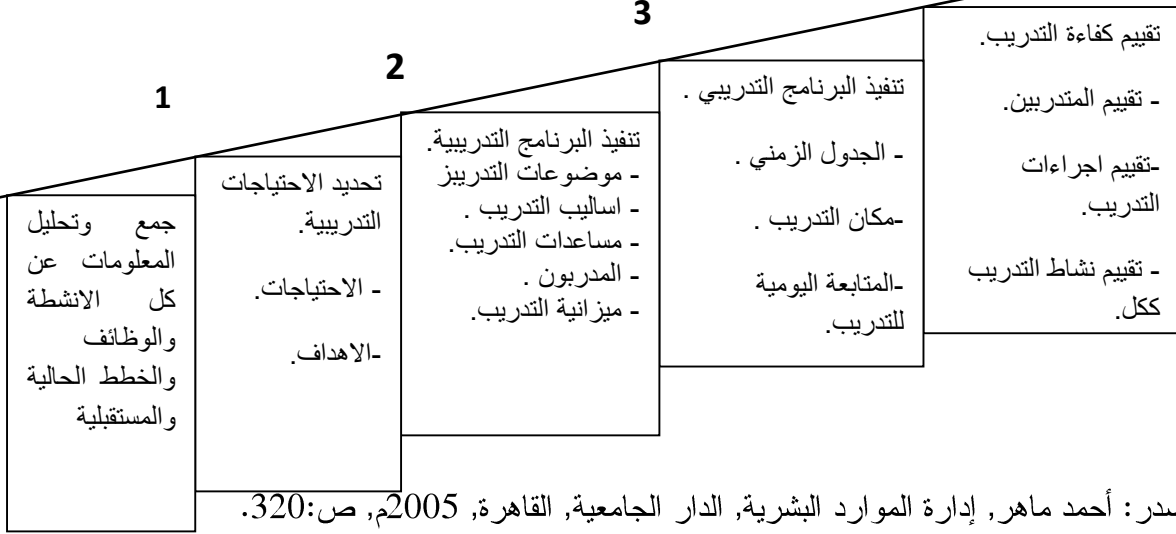 1
2
3
جمع وتحليل
المعلومات عن
كل الانشطة
والوظائف
والخطط الحالية
والمستقبلية
تحديد الاحتياجات
التدريبية.
- الاحتياجات.
-الاهداف.
تنفيذ البرنامج التدريبية.
- موضوعات التدريبز
- اساليب التدريب .
- مساعدات التدريب.
- المدربون .
- ميزانية التدريب.
تنفيذ البرنامج التدريبي .
- الجدول الزمني .
-مكان التدريب .
-المتابعة اليومية
للتدريب.
تقييم كفاءة التدريب.
- تقييم المتدربين.
-تقييم اجراءات
التدريب.
- تقييم نشاط التدريب
ككل.
صدر: أحمد ماهر, إدارة الموارد البشرية, الدار الجامعية, القاهرة, 2005م, ص:320.